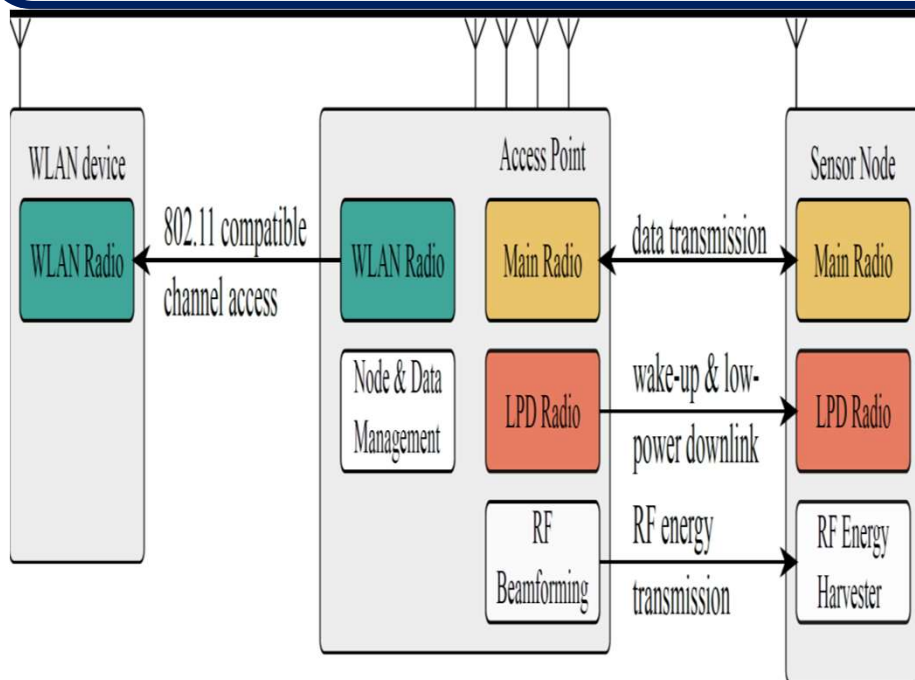 WLAN device
WLAN Radio
802.11 compatible
channel access
Access Point
WLAN Radio
Main Radio
Node & Data
Management
LPD Radio
RF
Beamforming
data transmission
wake-up & low-
power downlink
RF energy
transmission
Sensor Node
Main Radio
LPD Radio
RF Energy
Harvester